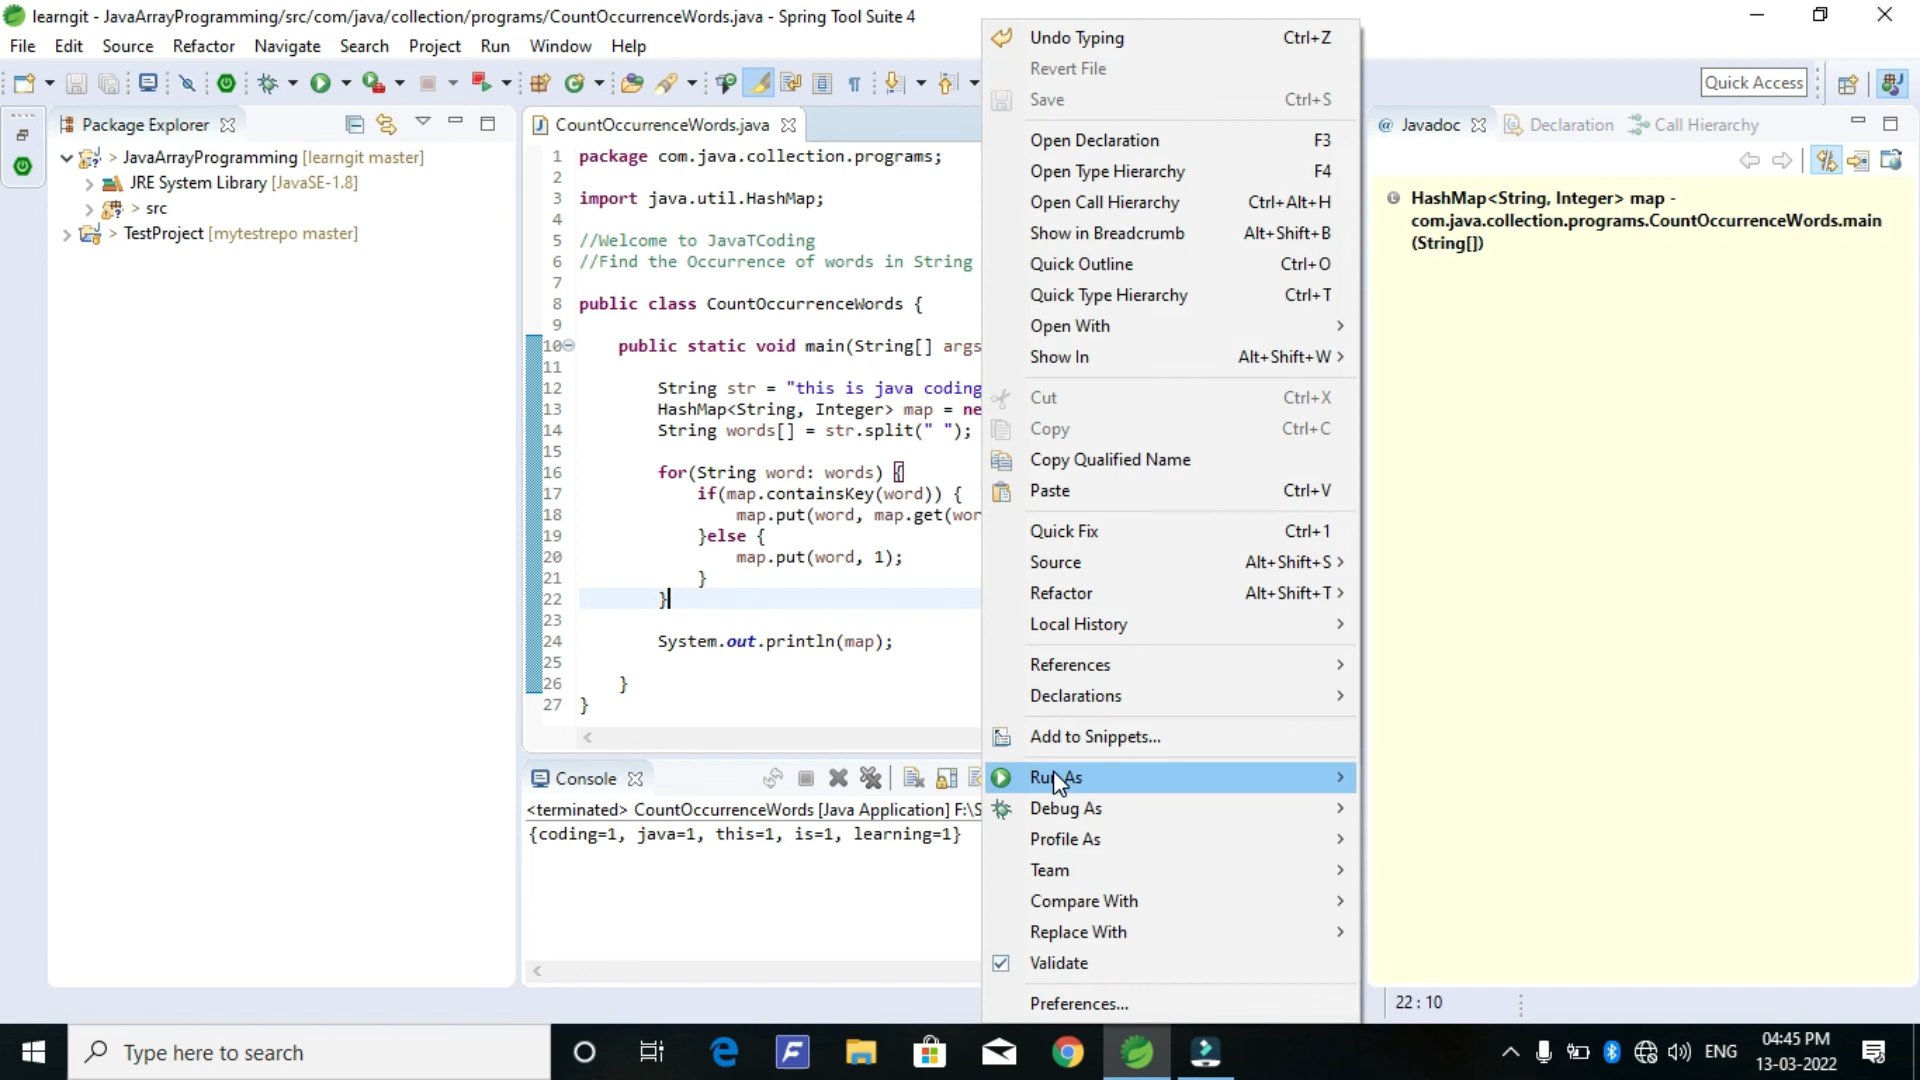 learngit - JavaArrayProgramming/src/com/java/collection/programs/CountOccurrenceWords.java - Spring Tool Suite 4
File Edit Source Refactor Navigate Search Project Run Window Help
Quick Access
Package Explorer
> JavaArrayProgramming [learngit master]
JRE System Library [JavaSE-1.8]
> src
> TestProject [mytestrepo master]
CountOccurrenceWords.java
1 package com.java.collection.programs;
2
3 import java.util.HashMap;
4
5 //Welcome to JavaTCoding
6 //Find the Occurrence of words in String
7
8 public class CountOccurrenceWords {
9
10 public static void main(String[] args
11
12 String str = "this is java coding
13 HashMap<String, Integer> map = ne
14 String words[] = str.split(" ");
15
16 for(String word: words) {
17 if(map.containsKey(word)) {
18 map.put(word, map.get(wor
19 }else {
20 map.put(word, 1);
21 }
22 }
23
24 System.out.println(map);
25
26 }
27 }
Console
<terminated> CountOccurrenceWords [Java Application] F:\S
{coding=1, java=1, this=1, is=1, learning=1}
Undo Typing Ctrl+Z
Revert File
Save Ctrl+S
Open Declaration F3
Open Type Hierarchy F4
Open Call Hierarchy Ctrl+Alt+H
Show in Breadcrumb Alt+Shift+B
Quick Outline Ctrl+O
Quick Type Hierarchy Ctrl+T
Open With
Show In Alt+Shift+W
Cut Ctrl+X
Copy Ctrl+C
Copy Qualified Name
Paste Ctrl+V
Quick Fix Ctrl+1
Source Alt+Shift+S
Refactor Alt+Shift+T
Local History
References
Declarations
Add to Snippets...
Run As
Debug As
Profile As
Team
Compare With
Replace With
Validate
Preferences...
@ Javadoc Declaration Call Hierarchy
HashMap<String, Integer> map -
com.java.collection.programs.CountOccurrenceWords.main
(String[])
22 : 10
Type here to search
ENG
04:45 PM
13-03-2022